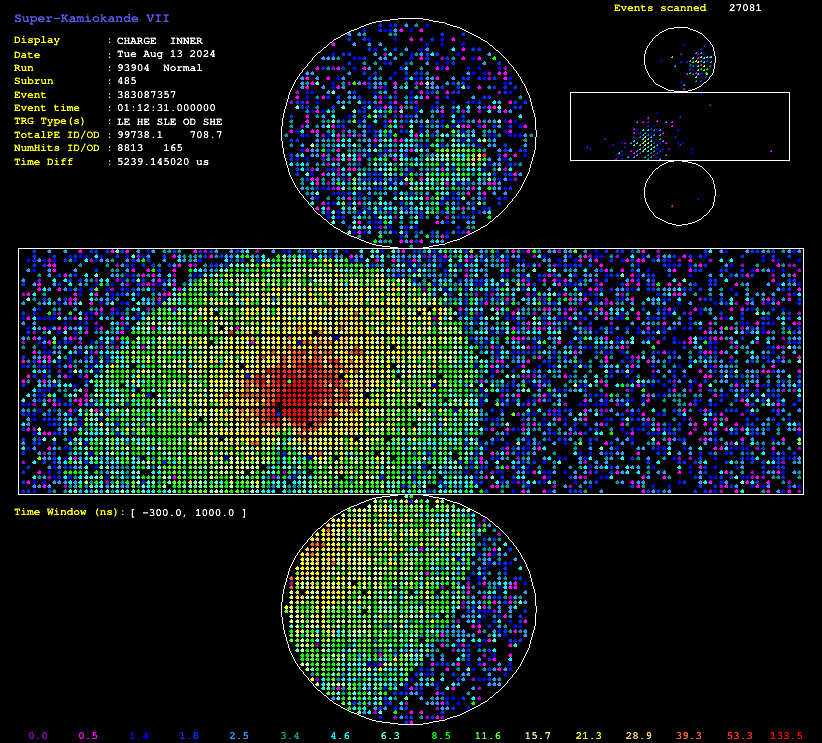 Super-Kamiokande VII
Events scanned 27081
Display : CHARGE INNER
Date : Tue Aug 13 2024
Run : 93904 Normal
Subrun : 485
Event : 383087357
Event time : 01:12:31.000000
TRG Type(s) : LE HE SLE OD SHE
TotalPE ID/OD : 99738.1 708.7
NumHits ID/OD : 8813 165
Time Diff : 5239.145020 us
Time Window (ns): [ -300.0, 1000.0 ]
0.0 0.5 1.4 1.8 2.5 3.4 4.6 6.3 8.5 11.6 15.7 21.3 28.9 39.3 53.3 133.5